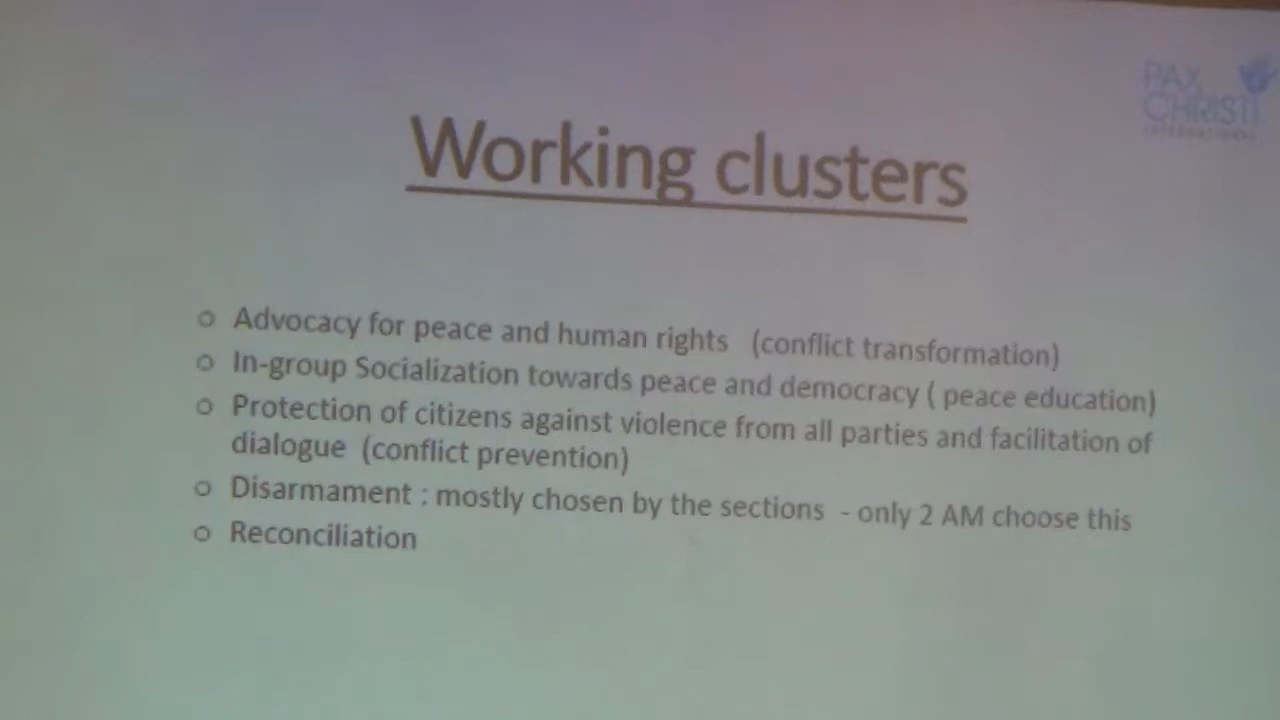 PAX
CHRISTI
INTERNATIONAL
Working clusters
o Advocacy for peace and human rights (conflict transformation)
o In-group Socialization towards peace and democracy ( peace education)
o Protection of citizens against violence from all parties and facilitation of
dialogue (conflict prevention)
o Disarmament : mostly chosen by the sections - only 2 AM choose this
o Reconciliation